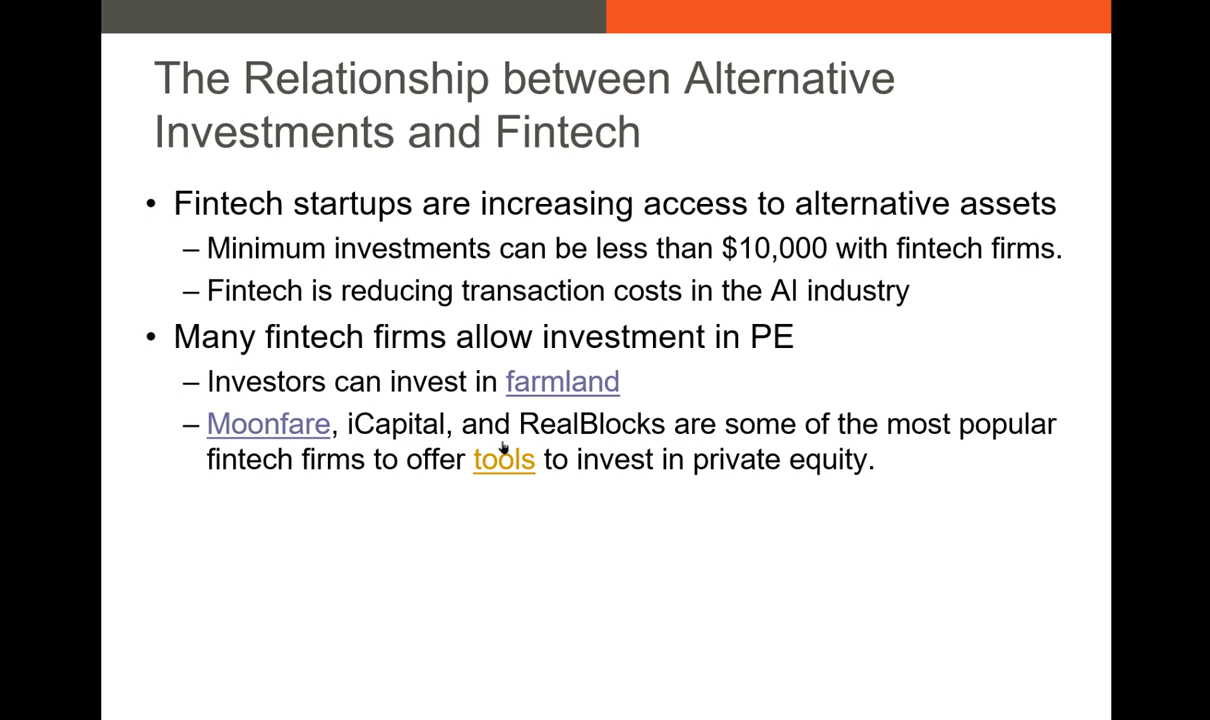 The Relationship between Alternative
Investments and Fintech
• Fintech startups are increasing access to alternative assets
– Minimum investments can be less than $10,000 with fintech firms.
– Fintech is reducing transaction costs in the AI industry
• Many fintech firms allow investment in PE
– Investors can invest in farmland
– Moonfare, iCapital, and RealBlocks are some of the most popular
fintech firms to offer tools to invest in private equity.